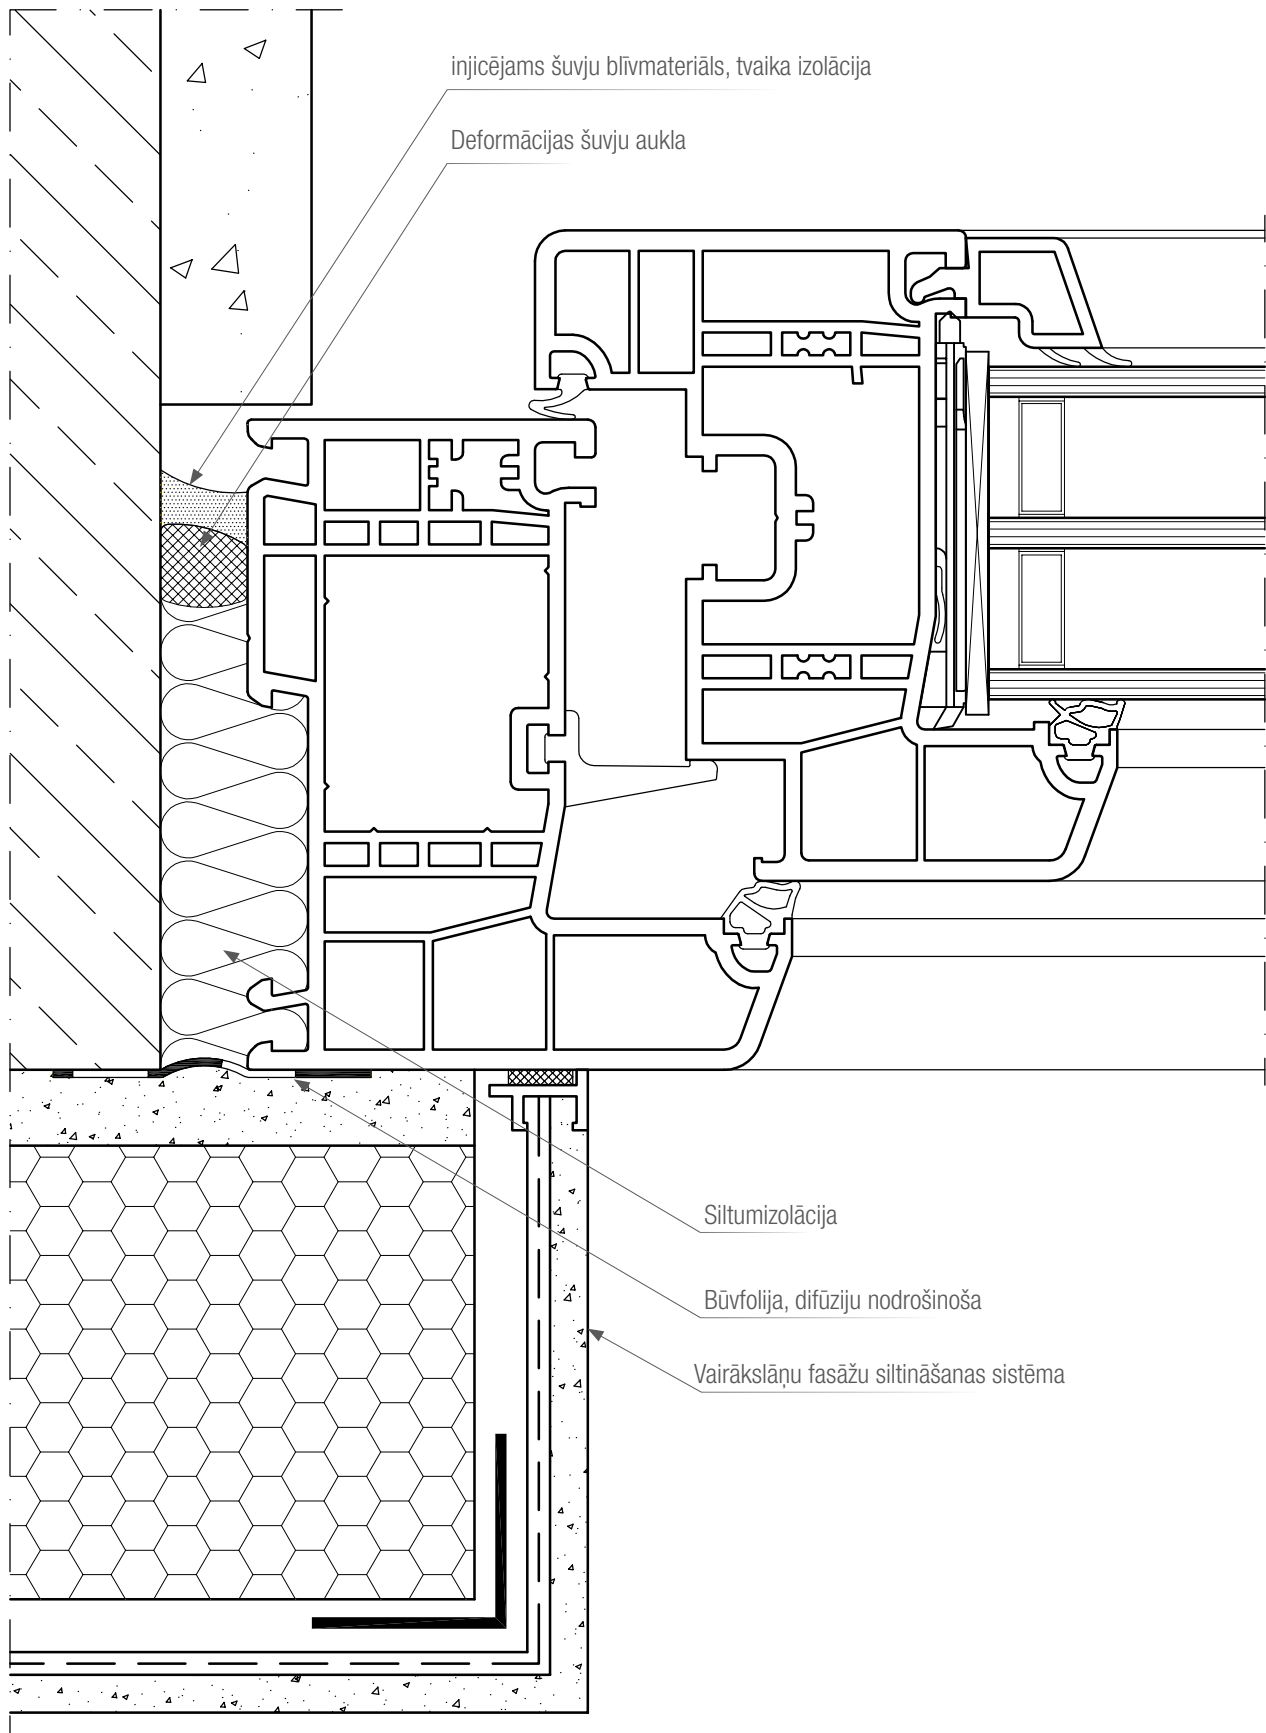 injicējams šuvju blīvmateriāls, tvaika izolācija
Deformācijas šuvju aukla
Siltumizolācija
Būvfolija, difūziju nodrošinoša
Vairākslāņu fasāžu siltināšanas sistēma